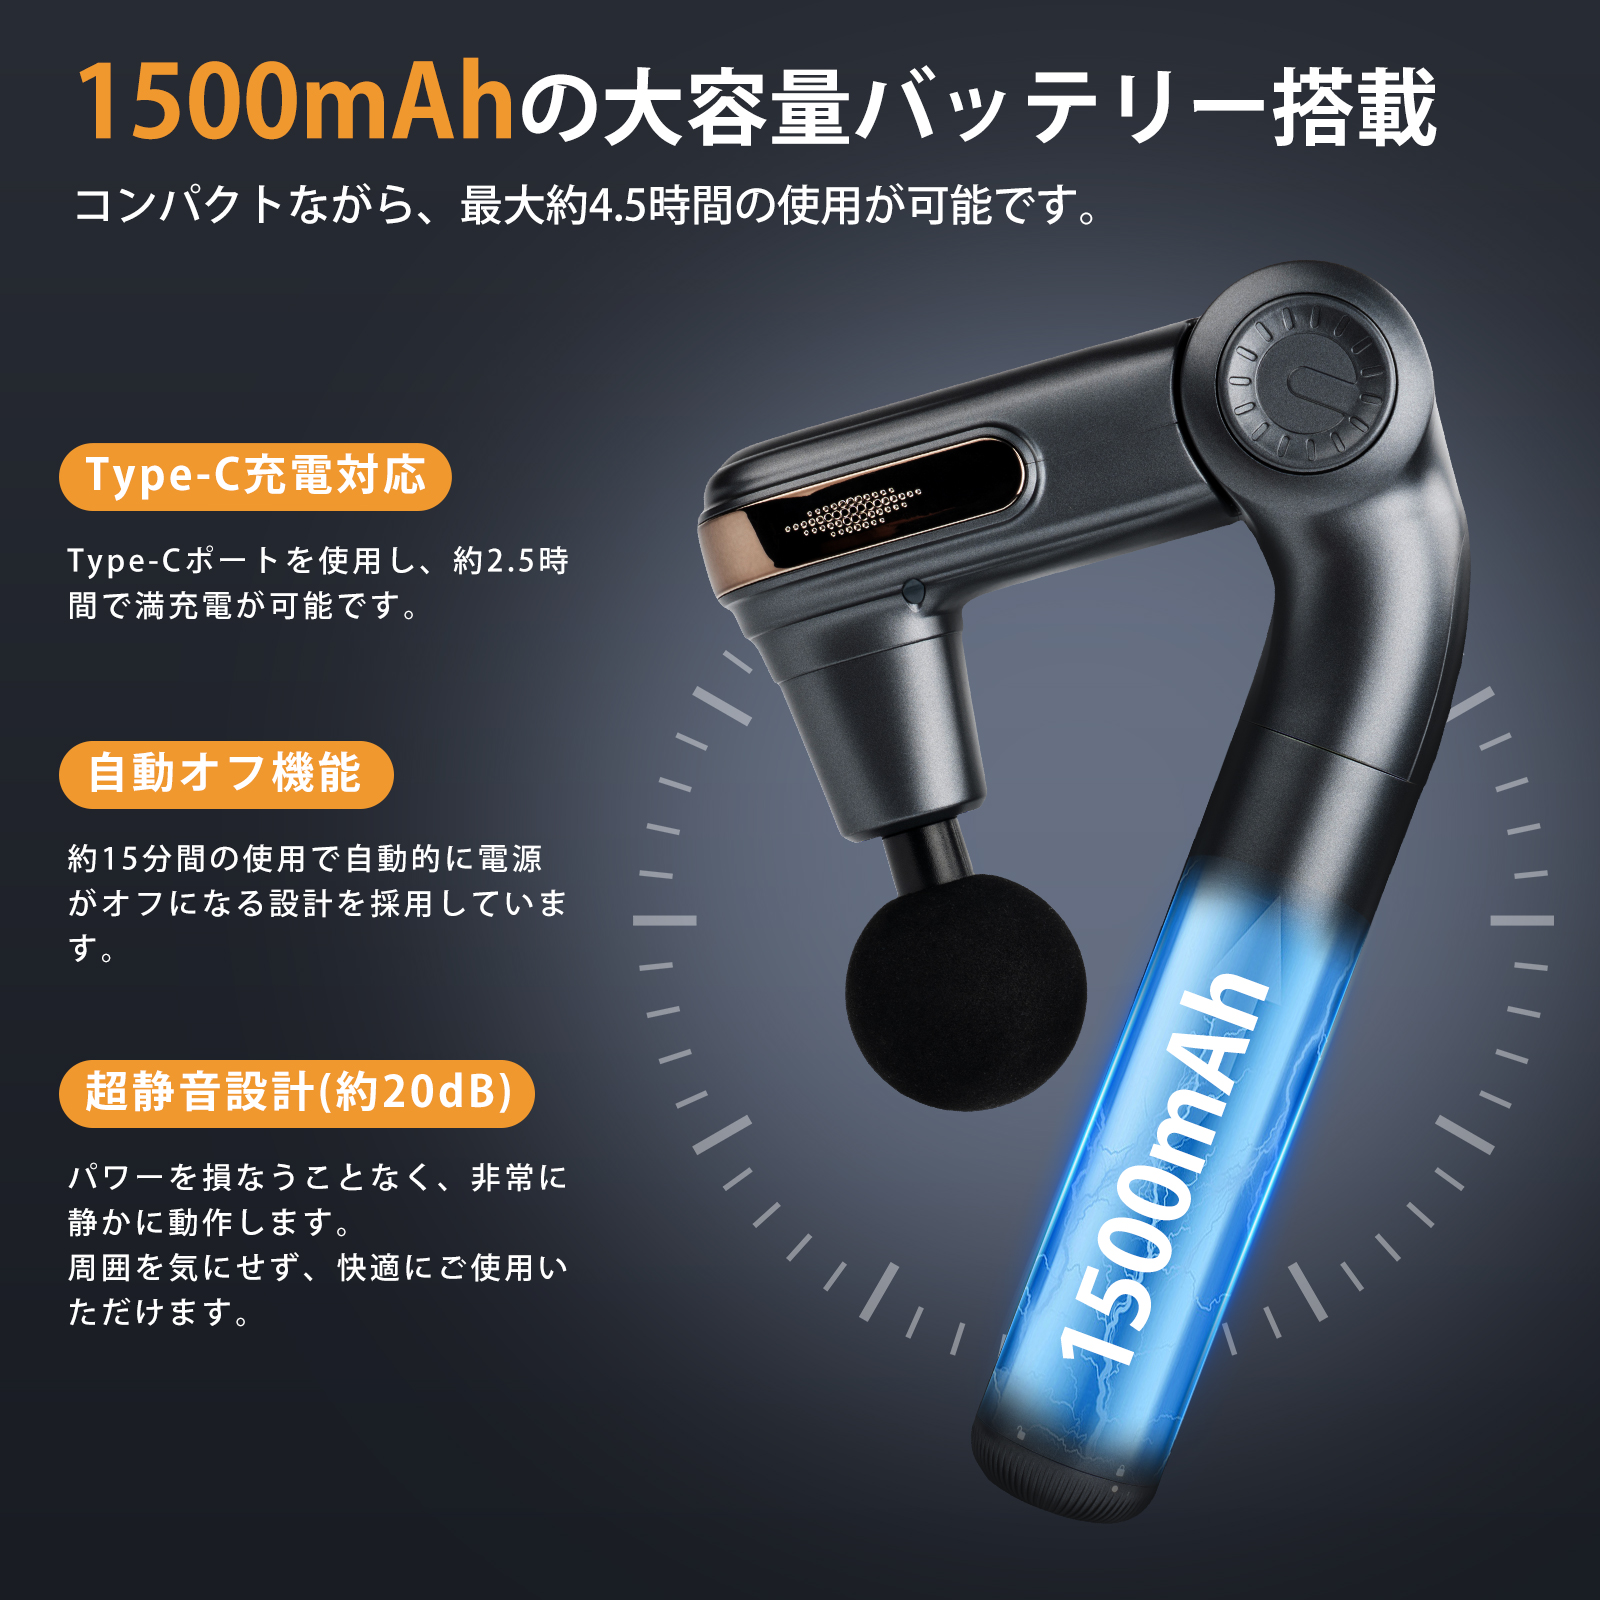 1500mAhの大容量バッテリー搭載
コンパクトながら、最大約4.5時間の使用が可能です。
Type-C充電対応
Type-Cポートを使用し、約2.5時
間で満充電が可能です。
自動オフ機能
約15分間の使用で自動的に電源
がオフになる設計を採用していま
す。
超静音設計(約20dB)
パワーを損なうことなく、非常に
静かに動作します。
周囲を気にせず、快適にご使用い
ただけます。
1500mAh